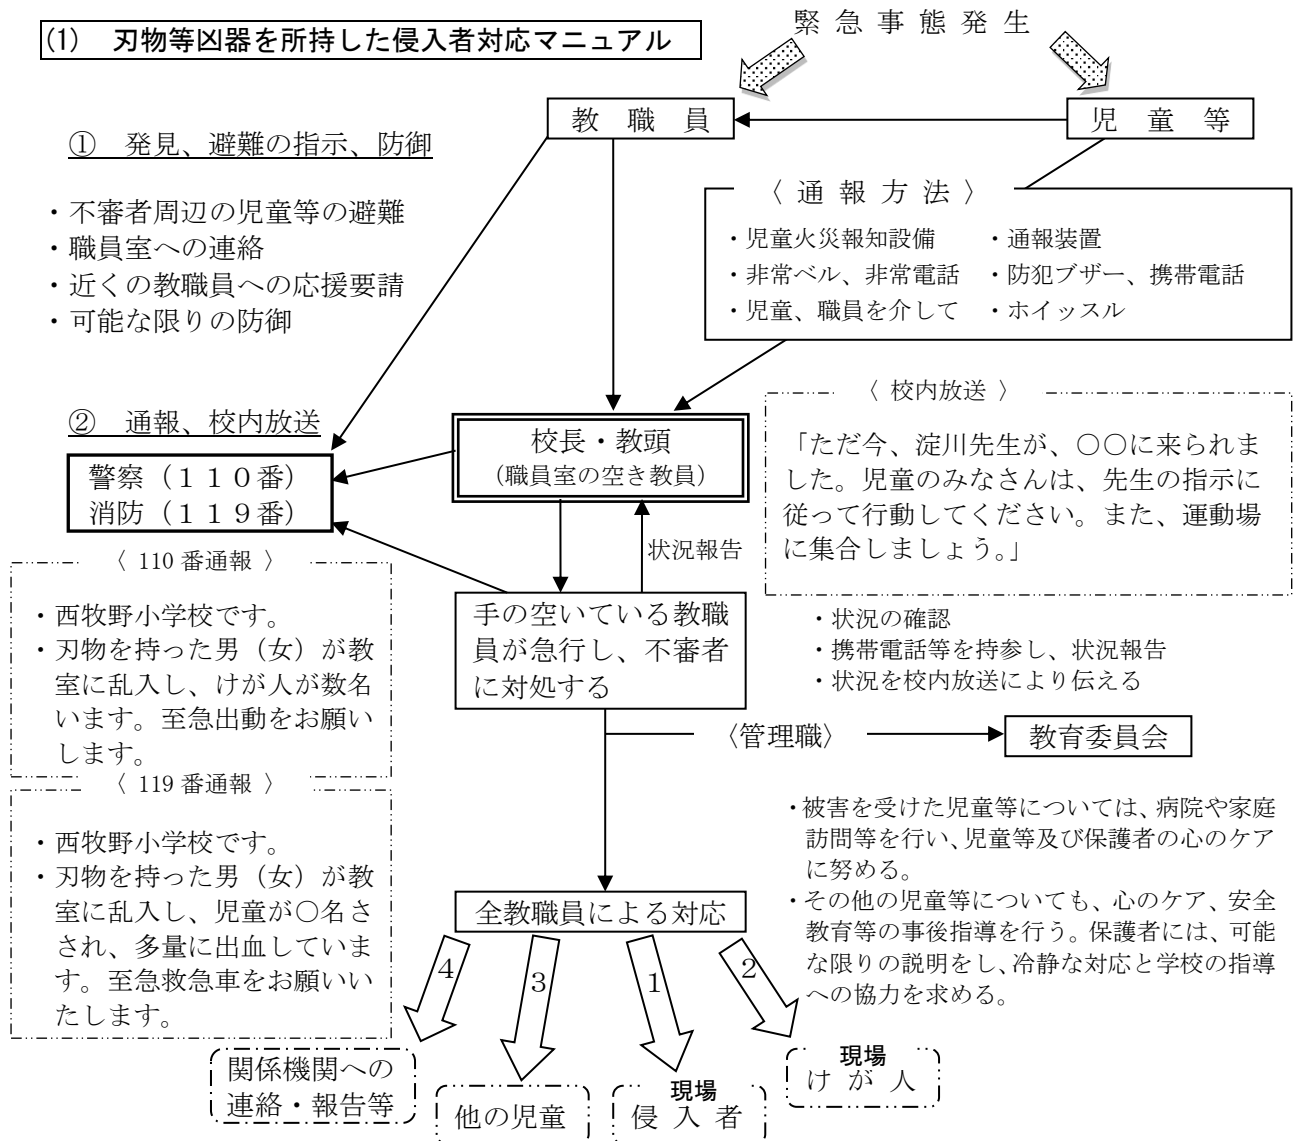 (1)　刃物等凶器を所持した侵入者対応マニュアル
緊 急 事 態 発 生
教　職　員
児　童　等
①　発見、避難の指示、防御
・不審者周辺の児童等の避難
・職員室への連絡
・近くの教職員への応援要請
・可能な限りの防御
〈 通 報 方 法 〉
・児童火災報知設備　・通報装置
・非常ベル、非常電話　・防犯ブザー、携帯電話
・児童、職員を介して　・ホイッスル
②　通報、校内放送
警察（１１０番）
消防（１１９番）
校長・教頭
（職員室の空き教員）
〈 校内放送 〉
「ただ今、淀川先生が、〇〇に来られま
した。児童のみなさんは、先生の指示に
従って行動してください。また、運動場
に集合しましょう。」
状況報告
〈 110 番通報 〉
・西牧野小学校です。
・刃物を持った男（女）が教
室に乱入し、けが人が数名
います。至急出動をお願い
します。
手の空いている教職
員が急行し、不審者
に対処する
・状況の確認
・携帯電話等を持参し、状況報告
・状況を校内放送により伝える
〈管理職〉
教育委員会
〈 119 番通報 〉
・西牧野小学校です。
・刃物を持った男（女）が教
室に乱入し、児童が〇名さ
され、多量に出血していま
す。至急救急車をお願いい
たします。
・被害を受けた児童等については、病院や家庭
訪問等を行い、児童等及び保護者の心のケア
に努める。
・その他の児童等についても、心のケア、安全
教育等の事後指導を行う。保護者には、可能
な限りの説明をし、冷静な対応と学校の指導
への協力を求める。
全教職員による対応
4
3
1
2
関係機関への
連絡・報告等
他の児童
現場
侵 入 者
現場
け が 人